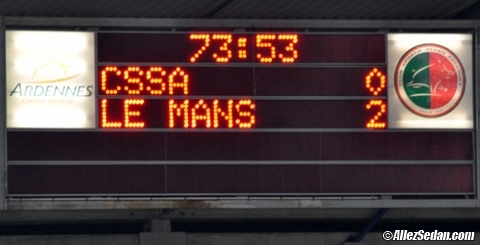 73:53
CSSA 0
LE MANS 2
ARDENNES
©AllezSedan.com